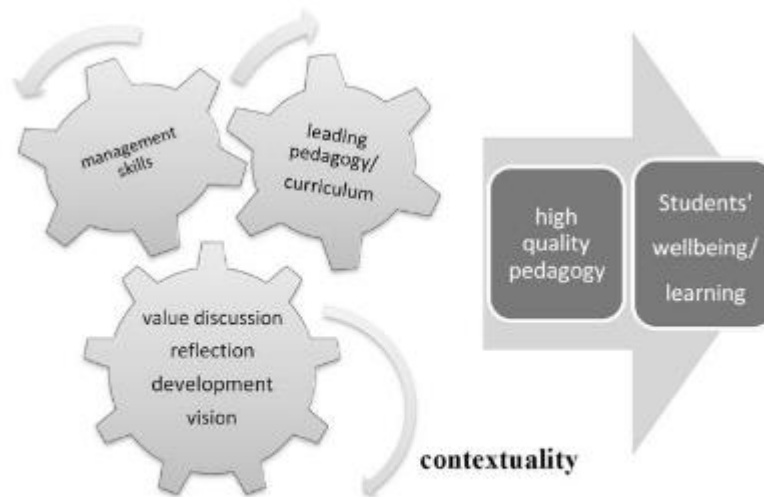 management
skills
leading
pedagogy/
curriculum
value discussion
reflection
development
vision
contextuality
high
quality
pedagogy
Students'
wellbeing/
learning